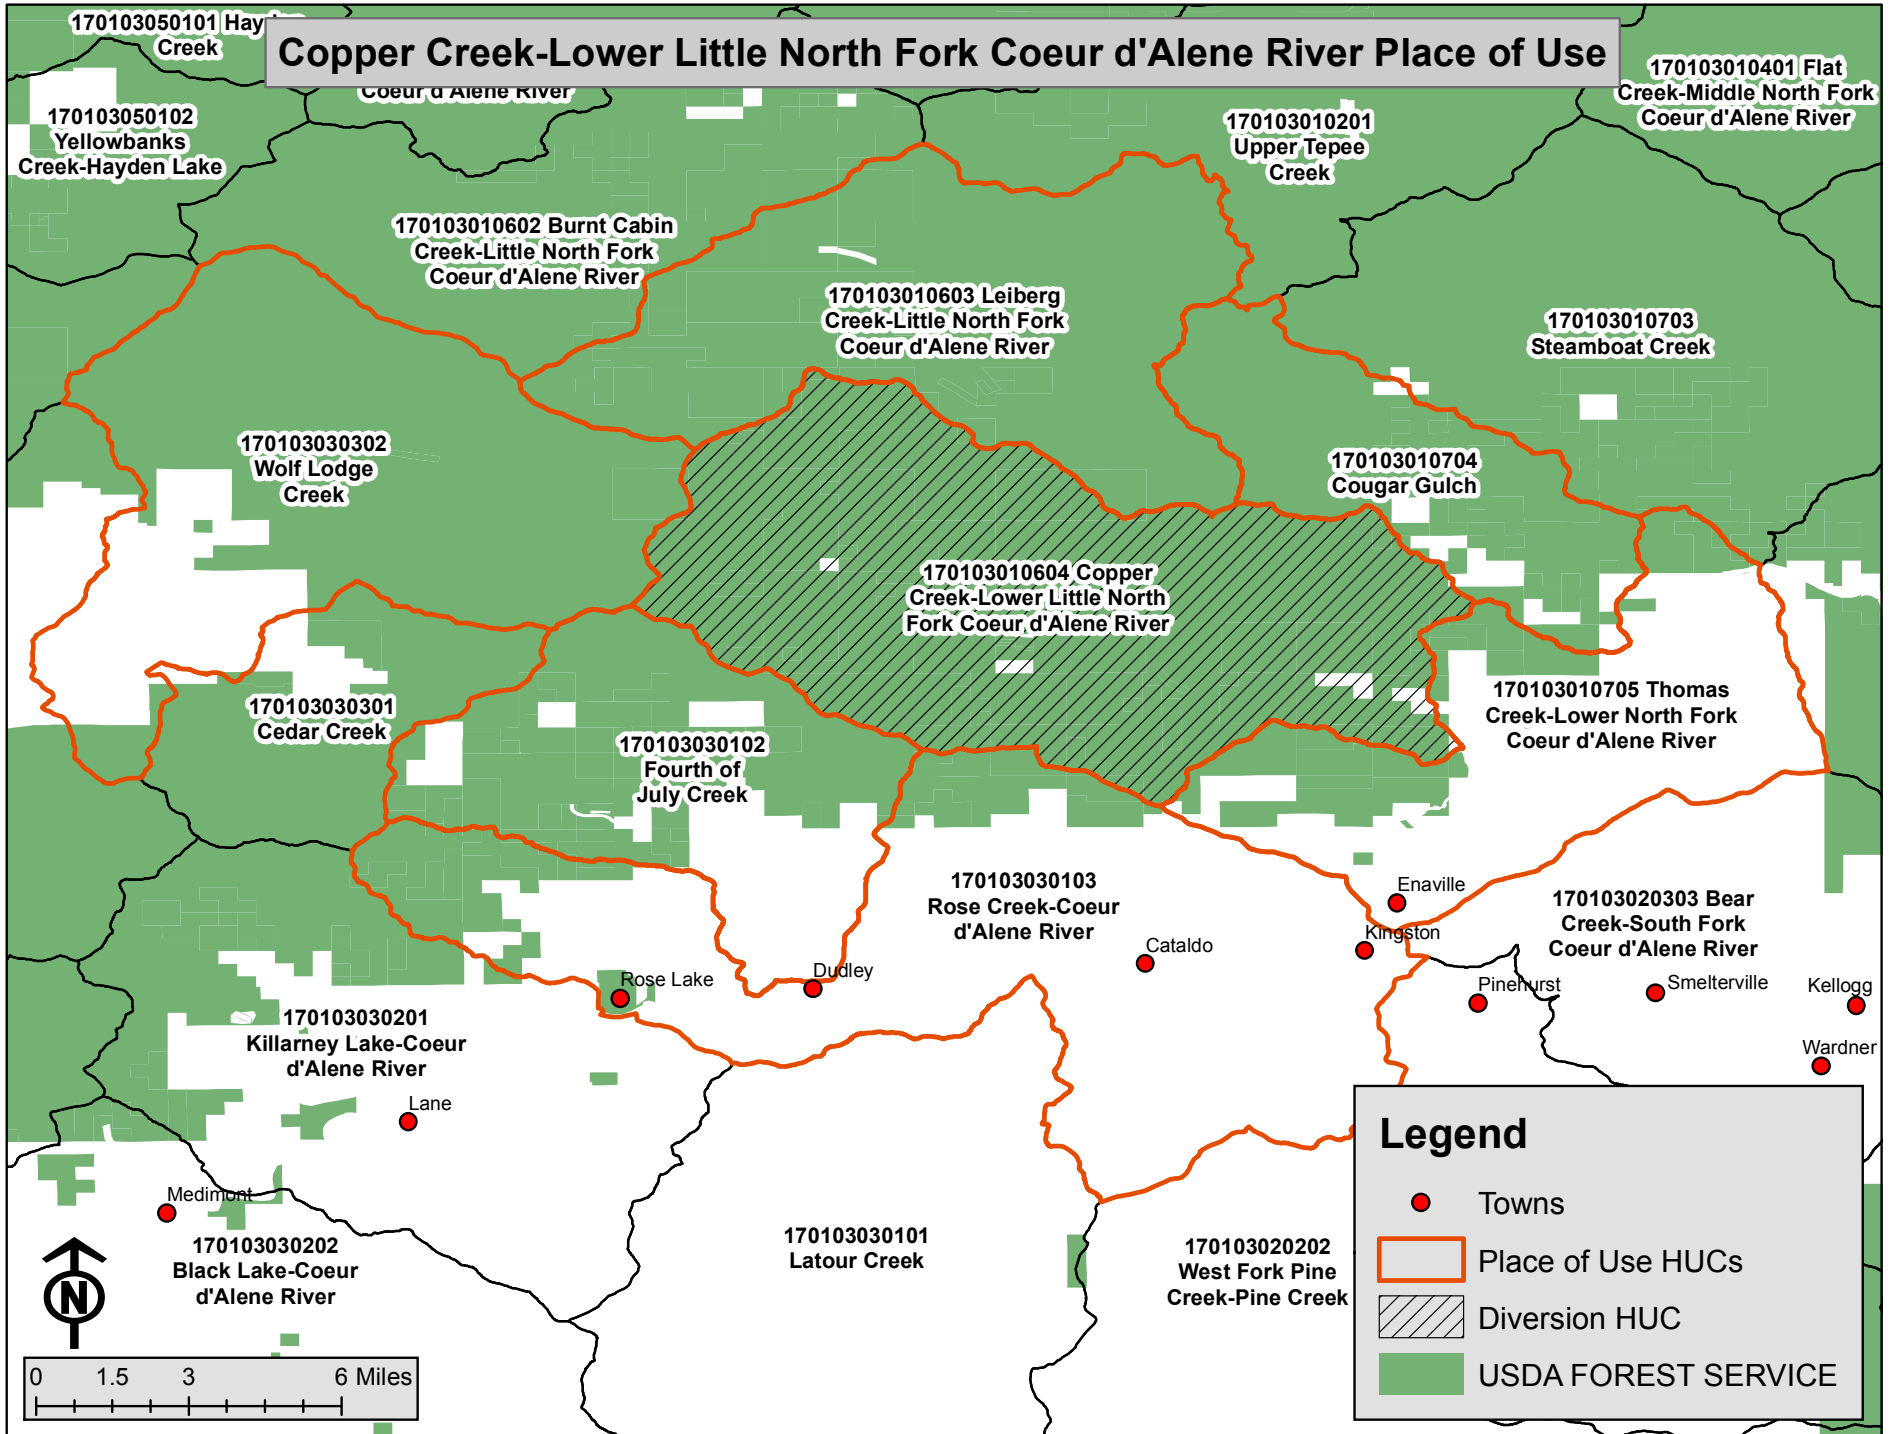 170103050101 Hay
Creek
Copper Creek-Lower Little North Fork Coeur d'Alene River Place of Use
Coeur d'Alene River
170103010401 Flat
Creek-Middle North Fork
Coeur d'Alene River
170103050102
Yellowbanks
Creek-Hayden Lake
170103010201
Upper Tepee
Creek
170103010602 Burnt Cabin
Creek-Little North Fork
Coeur d'Alene River
170103010603 Leiberg
Creek-Little North Fork
Coeur d'Alene River
170103010703
Steamboat Creek
170103030302
Wolf Lodge
Creek
170103010704
Cougar Gulch
170103010604 Copper
Creek-Lower Little North
Fork Coeur d'Alene River
170103030301
Cedar Creek
170103030102
Fourth of
July Creek
170103010705 Thomas
Creek-Lower North Fork
Coeur d'Alene River
170103030103
Rose Creek-Coeur
d'Alene River
Enaville
170103020303 Bear
Creek-South Fork
Coeur d'Alene River
Kingston
Cataldo
Dudley
Rose Lake
Pinehurst
Smelterville
Kellogg
170103030201
Killarney Lake-Coeur
d'Alene River
Wardner
Lane
Medimont
170103030202
Black Lake-Coeur
d'Alene River
170103030101
Latour Creek
170103020202
West Fork Pine
Creek-Pine Creek
N
0 1.5 3 6 Miles
Legend
Towns
Place of Use HUCs
Diversion HUC
USDA FOREST SERVICE